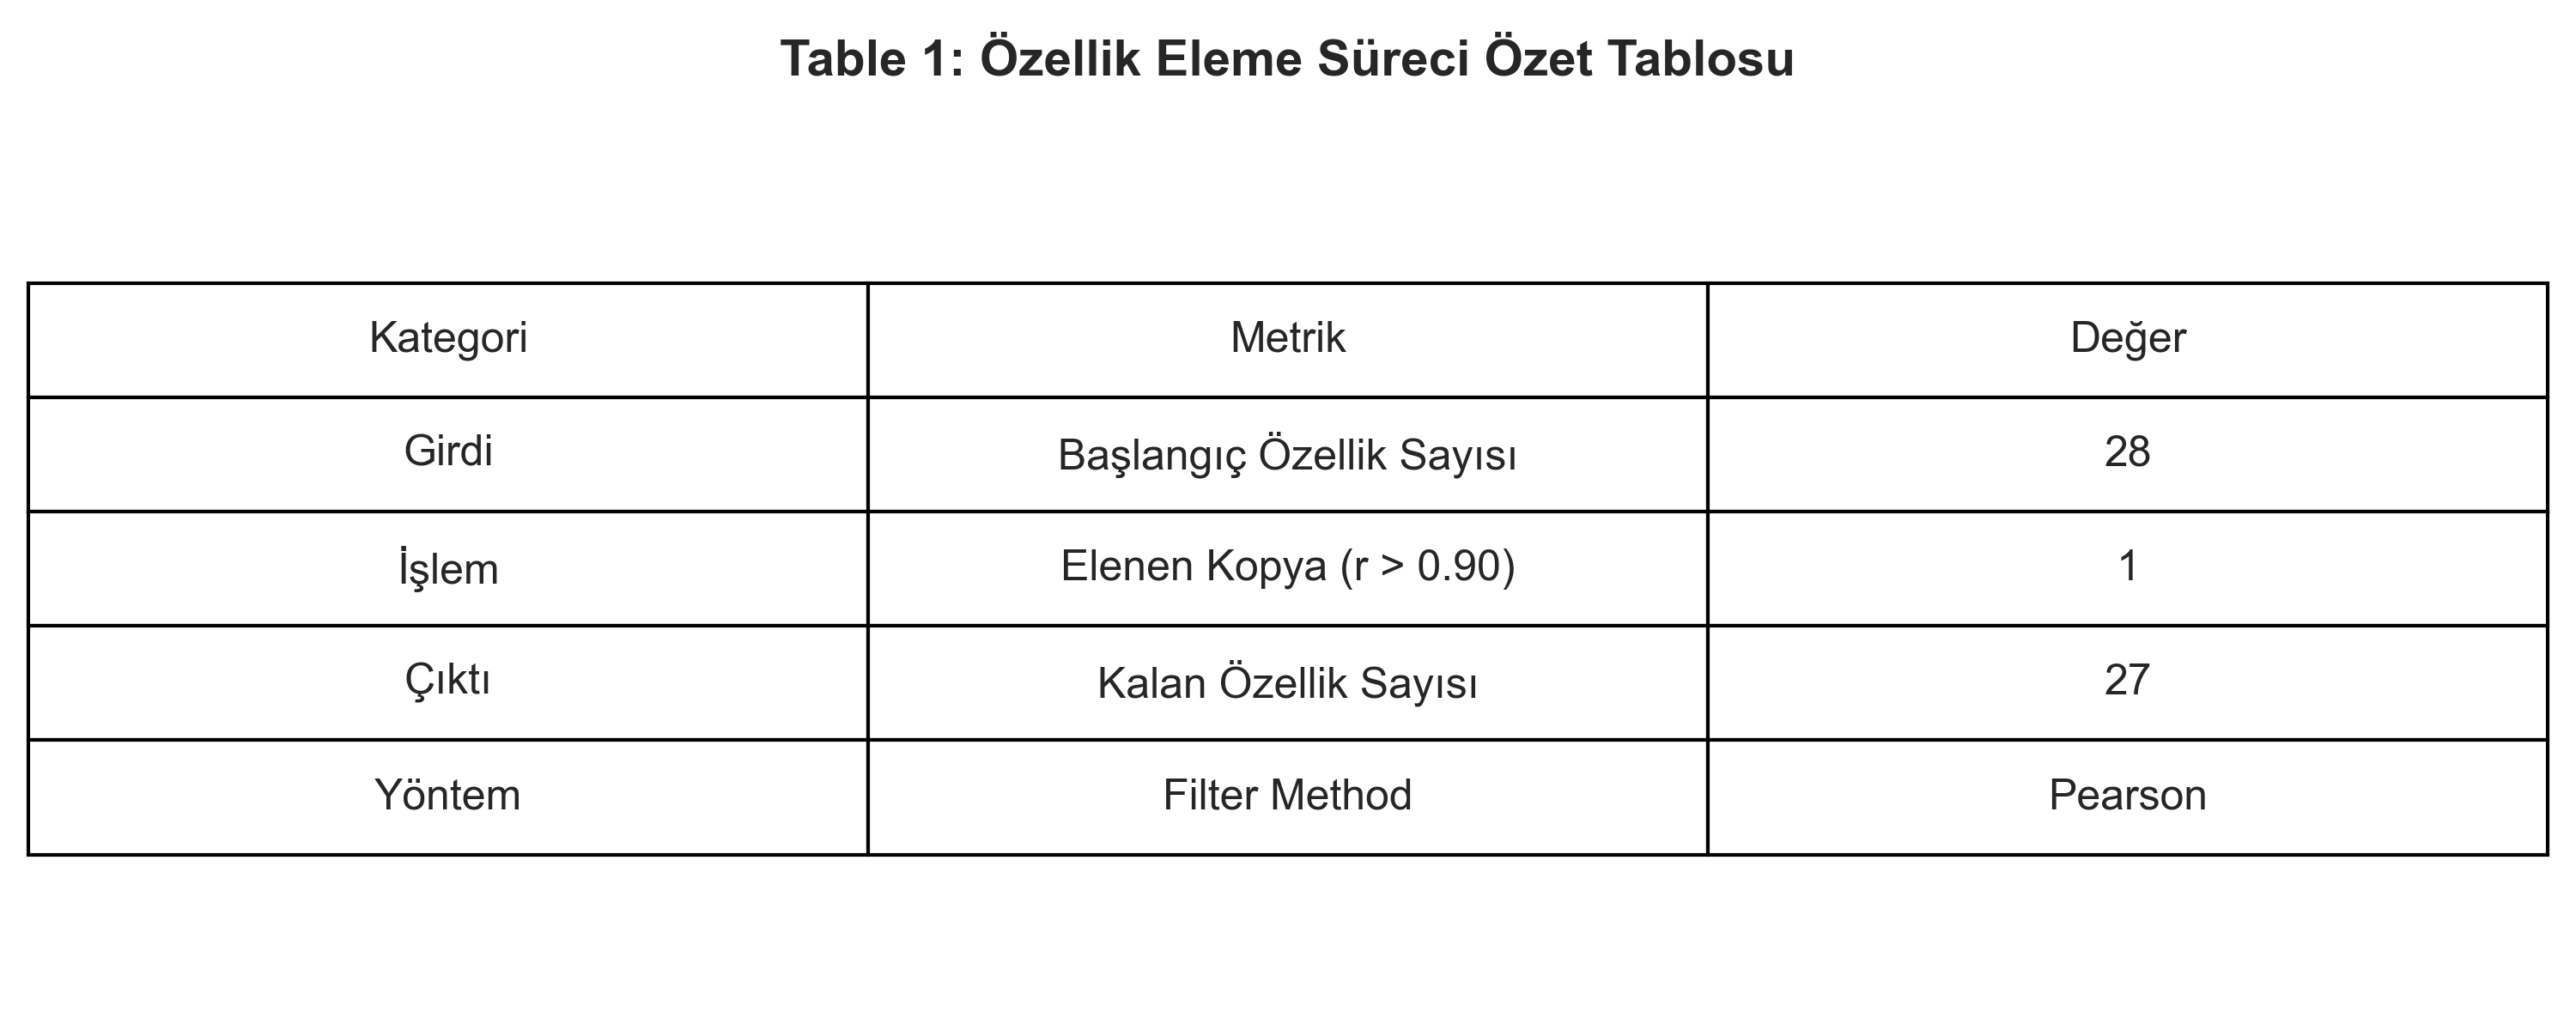 Table 1: Özellik Eleme Süreci Özet Tablosu
Kategori Metrik Değer
Girdi Başlangıç Özellik Sayısı 28
İşlem Elenen Kopya (r > 0.90) 1
Çıktı Kalan Özellik Sayısı 27
Yöntem Filter Method Pearson